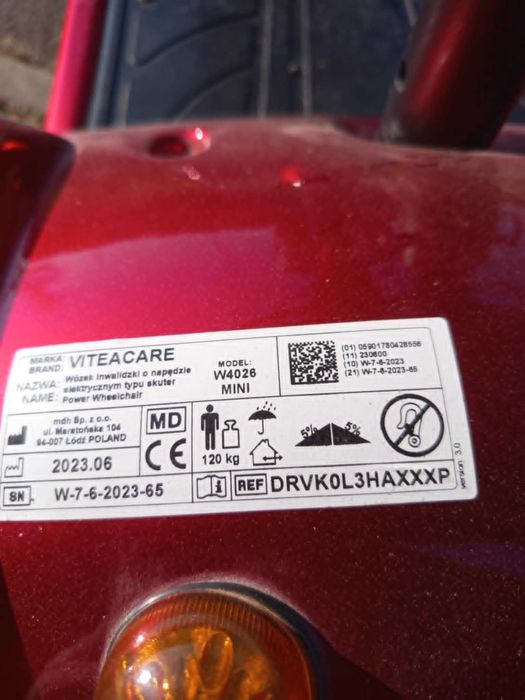 MARKA:
BRAND: VITEACARE
NAZWA: Wózek inwalidzki o napędzie
elektrycznym typu skuter
NAME: Power Wheelchair
MODEL:
W4026
MINI
(01) 05901780428556
(11) 230600
(10) W-7-6-2023
(21) W-7-6-2023-65
mdh Sp. z o.o.
ul. Maratońska 104
94-007 Łódź POLAND
MD
CE
2023.06
SN W-7-6-2023-65
120 kg
5% 5%
REF DRVK0L3HAXXXP
version 3.0